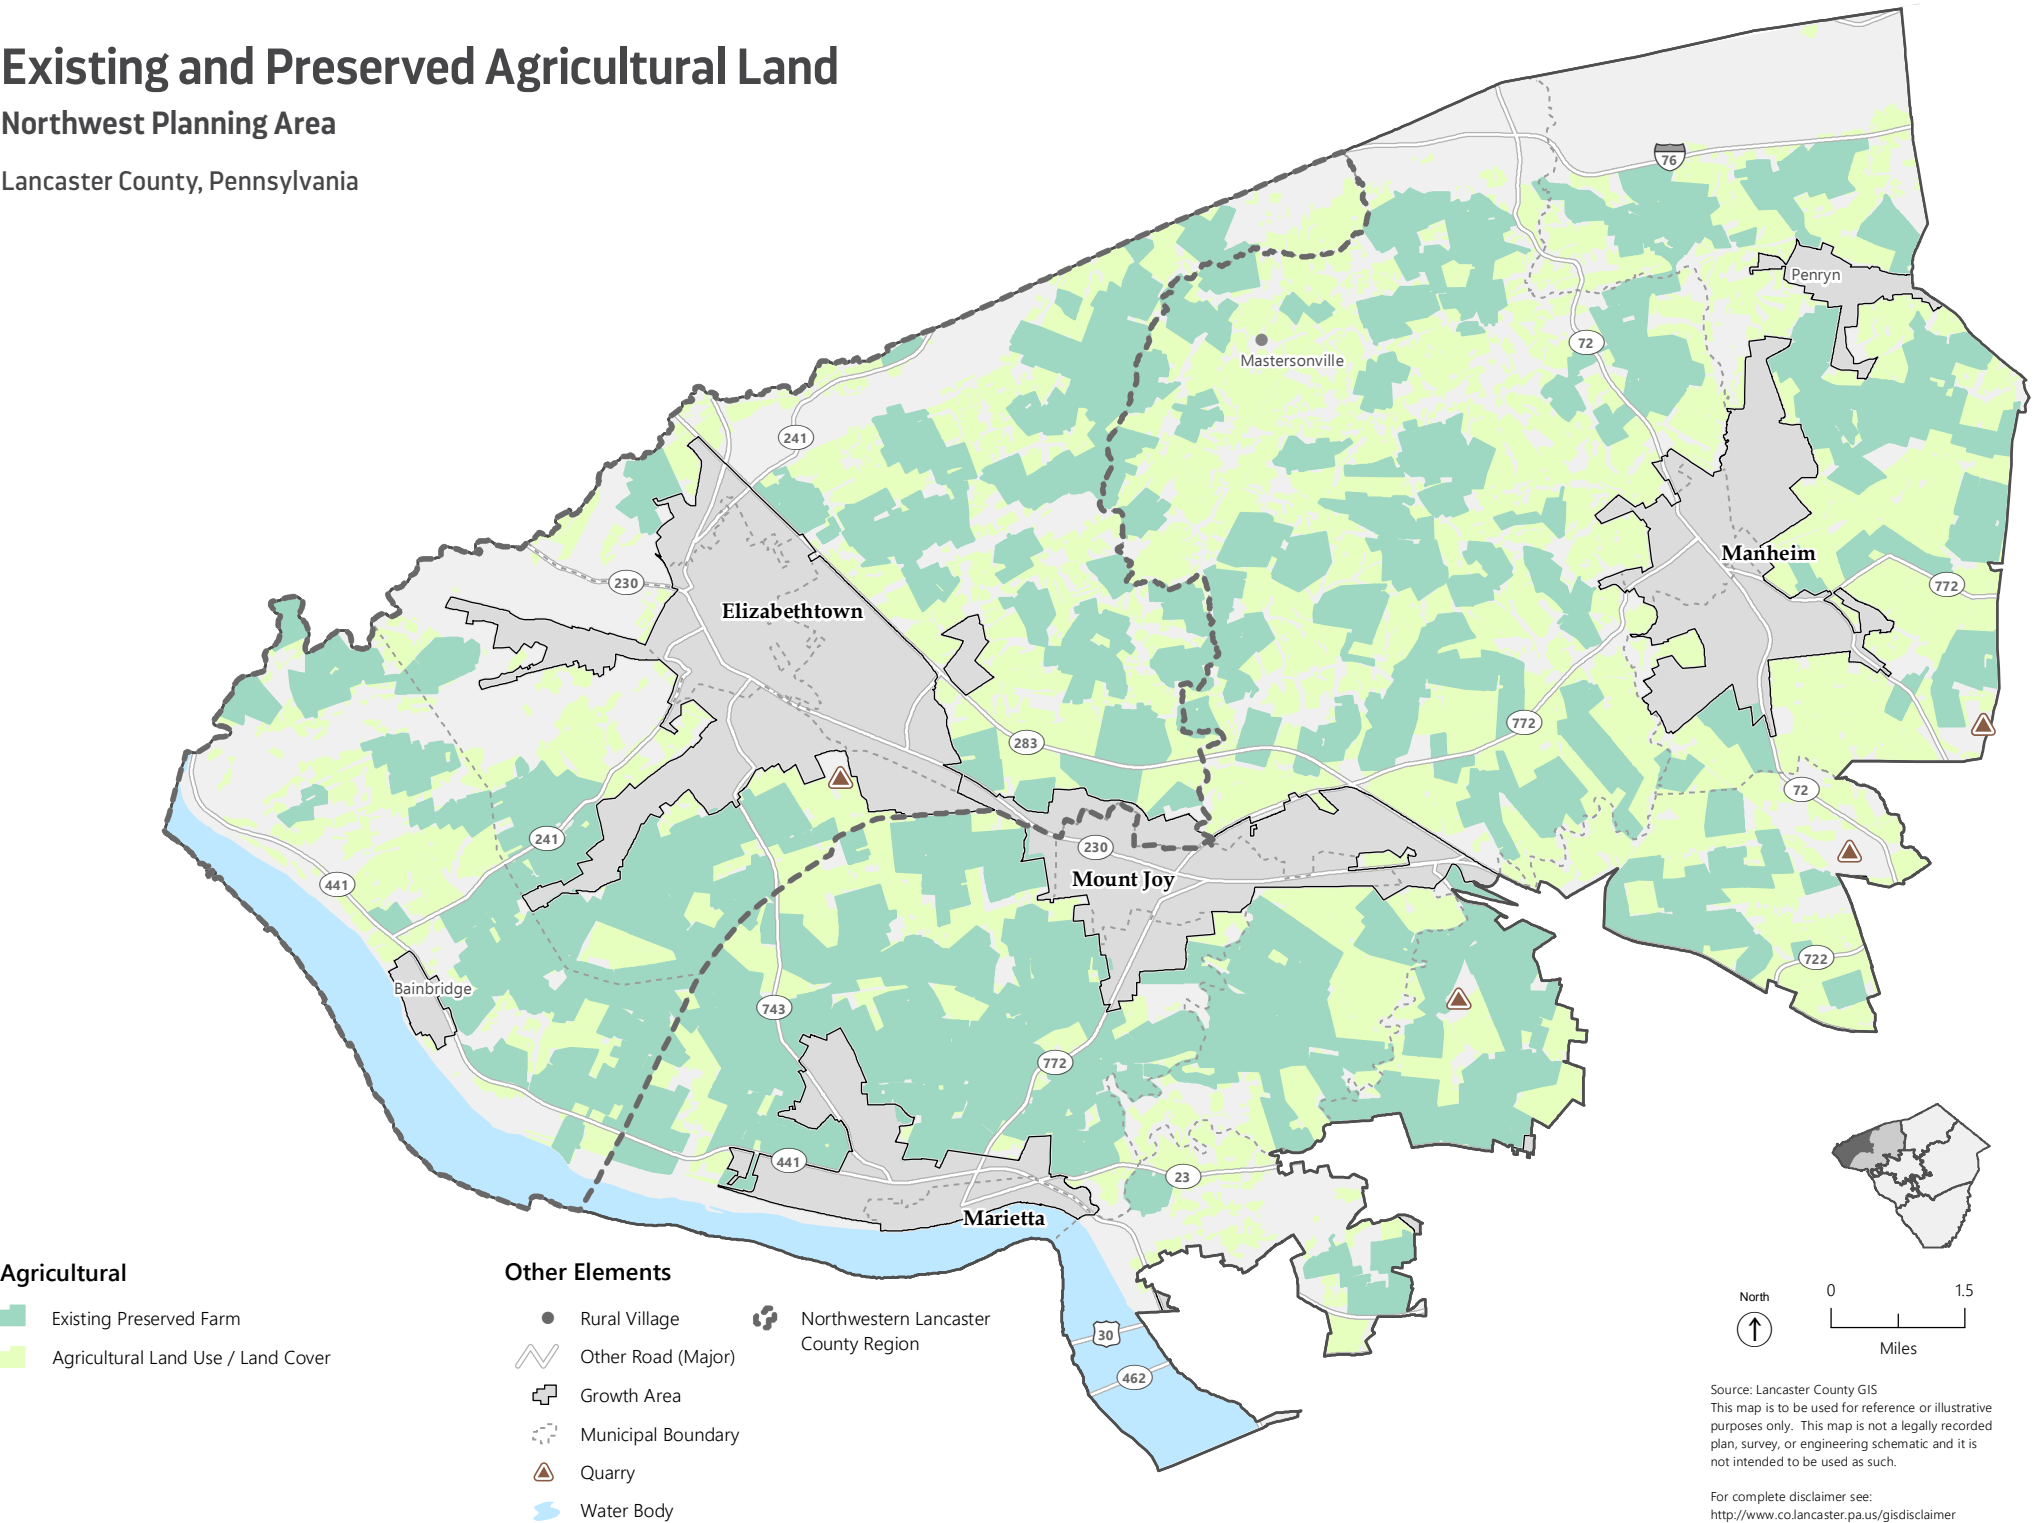 Existing and Preserved Agricultural Land
Northwest Planning Area
Lancaster County, Pennsylvania
76
Penryn
72
Mastersonville
241
230
Elizabethtown
Manheim
772
283
772
72
241
230
441
Mount Joy
722
Bainbridge
743
772
441
23
Marietta
30
462
Agricultural
Existing Preserved Farm
Agricultural Land Use / Land Cover
Other Elements
Rural Village
Other Road (Major)
Growth Area
Municipal Boundary
Quarry
Water Body
Northwestern Lancaster
County Region
North
0 1.5
Miles
Source: Lancaster County GIS
This map is to be used for reference or illustrative
purposes only. This map is not a legally recorded
plan, survey, or engineering schematic and it is
not intended to be used as such.
For complete disclaimer see:
http://www.co.lancaster.pa.us/gisdisclaimer